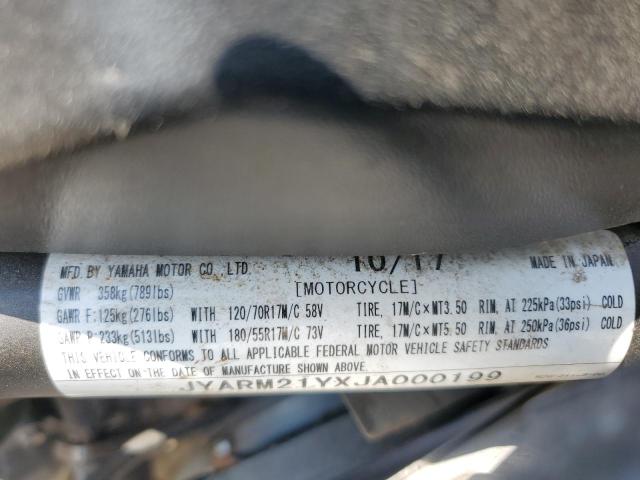 MFD. BY YAMAHA MOTOR CO., LTD. 10/17 MADE IN JAPAN
GVWR 358kg(789lbs) [MOTORCYCLE]
GAWR F:125kg(276lbs) WITH 120/70R17M/C 58V TIRE, 17M/C×MT3.50 RIM, AT 225kPa(33psi) COLD
GAWR R:233kg(513lbs) WITH 180/55R17M/C 73V TIRE, 17M/C×MT5.50 RIM, AT 250kPa(36psi) COLD
THIS VEHICLE CONFORMS TO ALL APPLICABLE FEDERAL MOTOR VEHICLE SAFETY STANDARDS
IN EFFECT ON THE DATE OF MANUFACTURE SHOWN ABOVE.
JYARM21YXJA000199